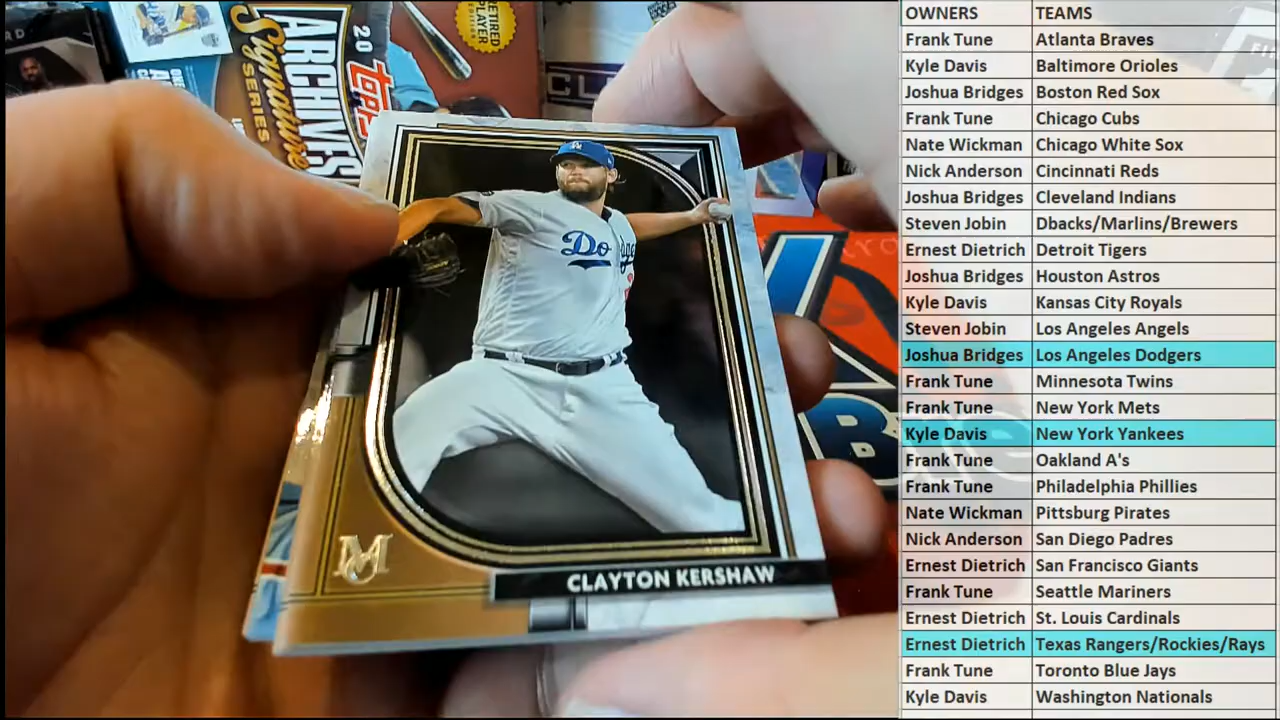 20
TOPPS
ARCHIVES
Signature
SERIES
RETIRED
PLAYER
LA
Do
CLAYTON KERSHAW
OWNERS TEAMS
Frank Tune Atlanta Braves
Kyle Davis Baltimore Orioles
Joshua Bridges Boston Red Sox
Frank Tune Chicago Cubs
Nate Wickman Chicago White Sox
Nick Anderson Cincinnati Reds
Joshua Bridges Cleveland Indians
Steven Jobin Dbacks/Marlins/Brewers
Ernest Dietrich Detroit Tigers
Joshua Bridges Houston Astros
Kyle Davis Kansas City Royals
Steven Jobin Los Angeles Angels
Joshua Bridges Los Angeles Dodgers
Frank Tune Minnesota Twins
Frank Tune New York Mets
Kyle Davis New York Yankees
Frank Tune Oakland A's
Frank Tune Philadelphia Phillies
Nate Wickman Pittsburg Pirates
Nick Anderson San Diego Padres
Ernest Dietrich San Francisco Giants
Frank Tune Seattle Mariners
Ernest Dietrich St. Louis Cardinals
Ernest Dietrich Texas Rangers/Rockies/Rays
Frank Tune Toronto Blue Jays
Kyle Davis Washington Nationals